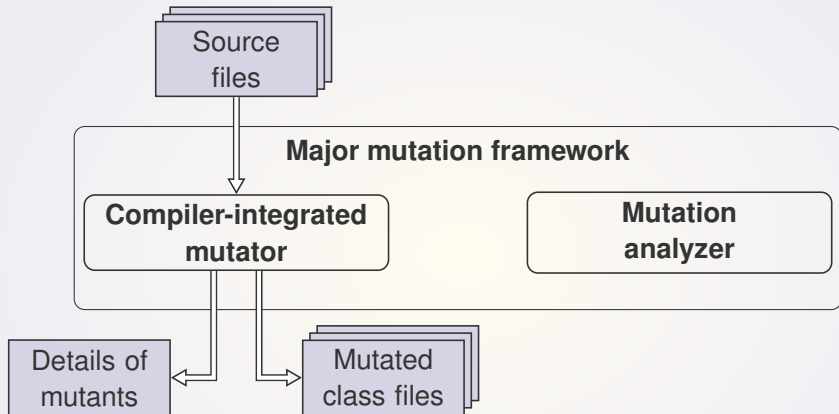 Source
files
Major mutation framework
Compiler-integrated
mutator
Mutation
analyzer
Details of
mutants
Mutated
class files